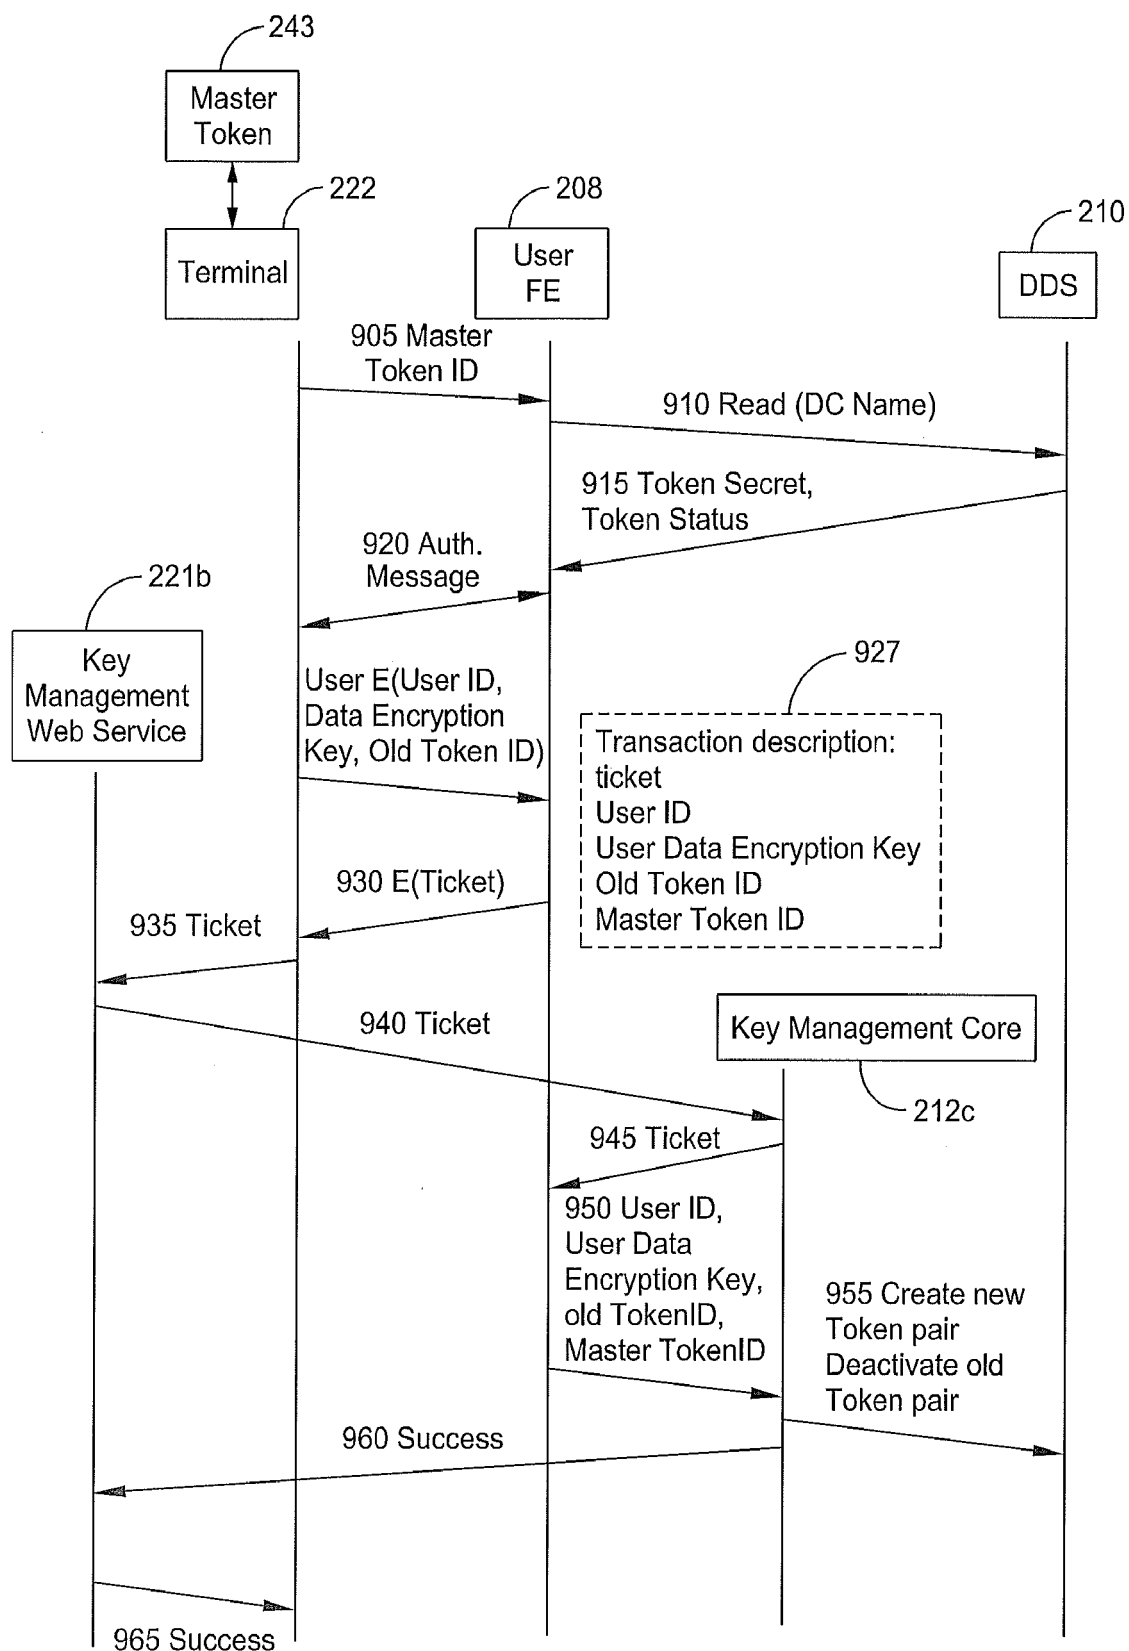 243
Master
Token
222
Terminal
208
User
FE
210
DDS
905 Master
Token ID
910 Read (DC Name)
915 Token Secret,
Token Status
920 Auth.
Message
221b
Key
Management
Web Service
User E(User ID,
Data Encryption
Key, Old Token ID)
927
Transaction description:
ticket
User ID
User Data Encryption Key
Old Token ID
Master Token ID
930 E(Ticket)
935 Ticket
940 Ticket
Key Management Core
212c
945 Ticket
950 User ID,
User Data
Encryption Key,
old TokenID,
Master TokenID
955 Create new
Token pair
Deactivate old
Token pair
960 Success
965 Success